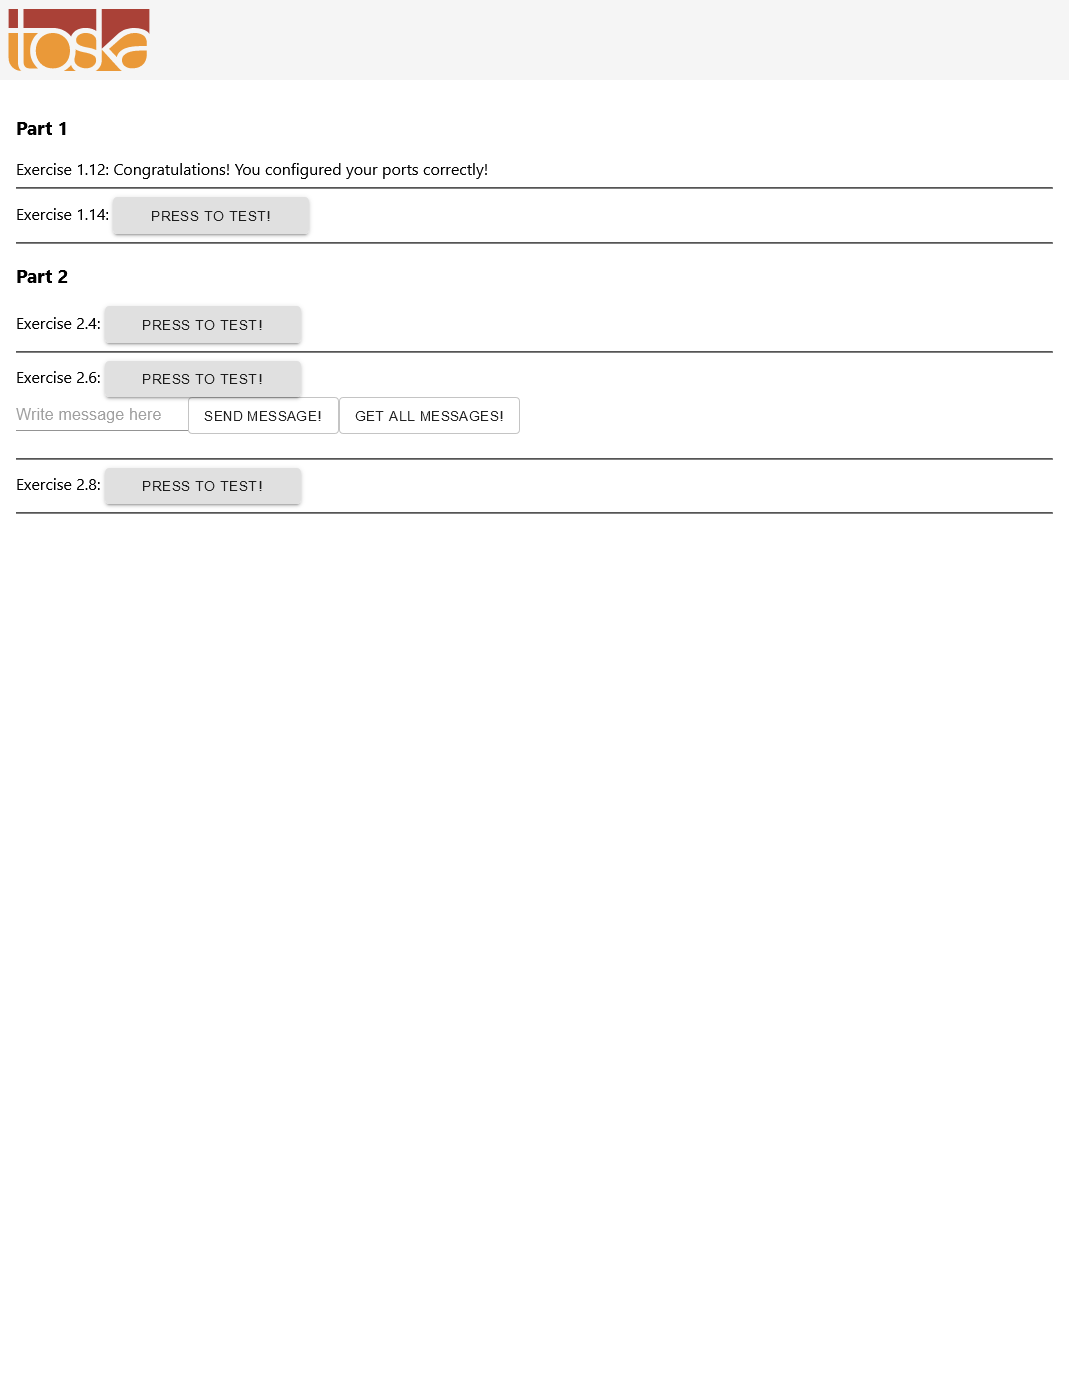 toska
Part 1
Exercise 1.12: Congratulations! You configured your ports correctly!
Exercise 1.14: PRESS TO TEST!
Part 2
Exercise 2.4: PRESS TO TEST!
Exercise 2.6: PRESS TO TEST!
Write message here SEND MESSAGE! GET ALL MESSAGES!
Exercise 2.8: PRESS TO TEST!